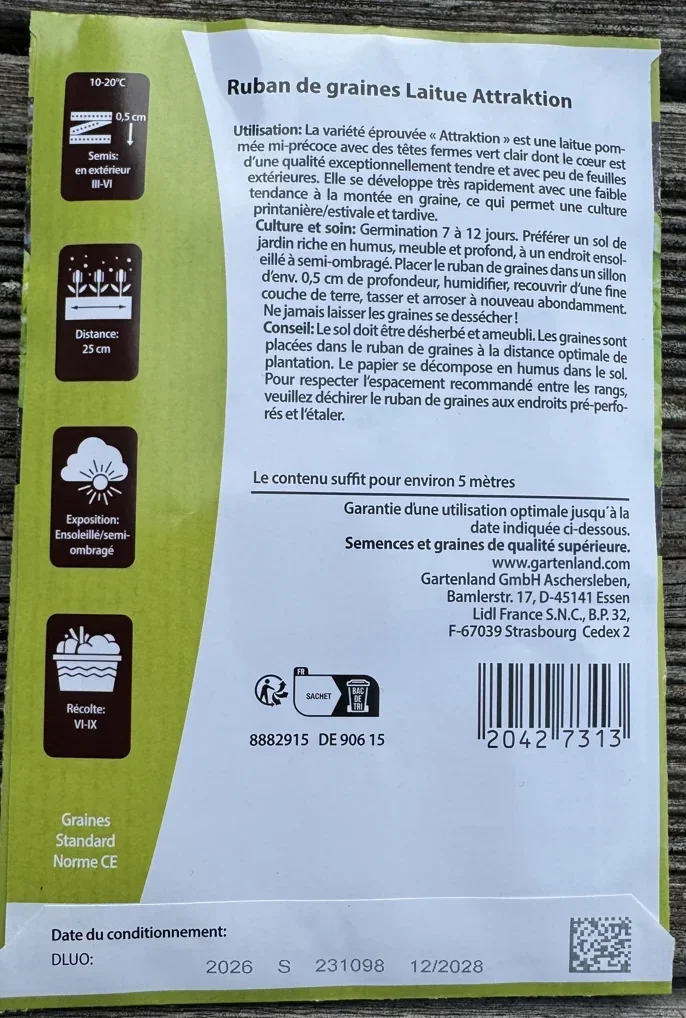 10-20°C
0,5 cm
Semis:
en extérieur
III-VI
Distance:
25 cm
Exposition:
Ensoleillé/semi-
ombragé
Récolte:
VI-IX
Graines
Standard
Norme CE
Ruban de graines Laitue Attraktion
Utilisation: La variété éprouvée « Attraktion » est une laitue pom-
mée mi-précoce avec des têtes fermes vert clair dont le cœur est
d'une qualité exceptionnellement tendre et avec peu de feuilles
extérieures. Elle se développe très rapidement avec une faible
tendance à la montée en graine, ce qui permet une culture
printanière/estivale et tardive.
Culture et soin: Germination 7 à 12 jours. Préférer un sol de
jardin riche en humus, meuble et profond, à un endroit ensol-
eillé à semi-ombragé. Placer le ruban de graines dans un sillon
d'env. 0,5 cm de profondeur, humidifier, recouvrir d'une fine
couche de terre, tasser et arroser à nouveau abondamment.
Ne jamais laisser les graines se dessécher !
Conseil: Le sol doit être désherbé et ameubli. Les graines sont
placées dans le ruban de graines à la distance optimale de
plantation. Le papier se décompose en humus dans le sol.
Pour respecter l'espacement recommandé entre les rangs,
veuillez déchirer le ruban de graines aux endroits pré-perfo-
rés et l'étaler.
Le contenu suffit pour environ 5 mètres
Garantie d'une utilisation optimale jusqu'à la
date indiquée ci-dessous.
Semences et graines de qualité supérieure.
www.gartenland.com
Gartenland GmbH Aschersleben,
Bamlerstr. 17, D-45141 Essen
Lidl France S.N.C., B.P. 32,
F-67039 Strasbourg Cedex 2
FR
SACHET
BAC
DE
TRI
8882915 DE 906 15
2042 7313
Date du conditionnement:
DLUO:
2026 S 231098 12/2028